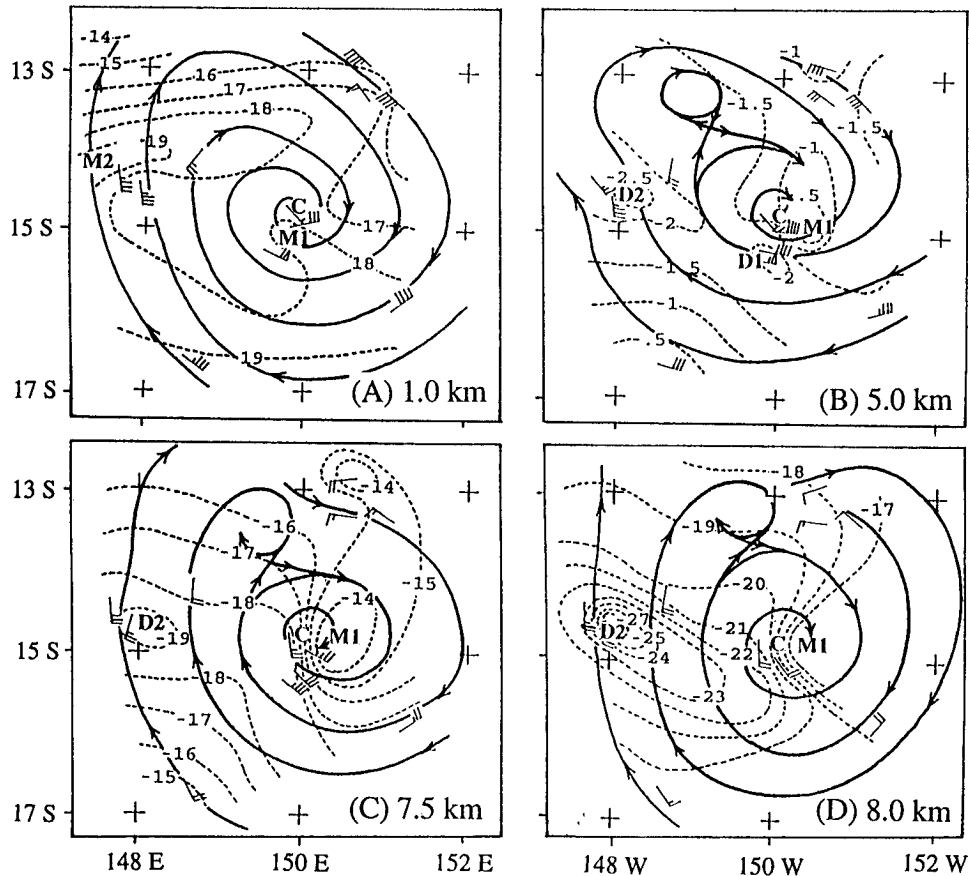 -14
-15
13 S
16
17
18
-19
M2
C
15 S
M1
-17
18
19
17 S
(A) 1.0 km
-1
-1.5
-1.5
-1
-2.5
D2
.5
C
M1
-2
D1
-2
-1.5
-1
.5
(B) 5.0 km
13 S
-14
-16
-17
-15
-18
-14
D2
C
M1
-19
15 S
-18
-17
-16
-15
17 S
(C) 7.5 km
148 E
150 E
152 E
-18
-17
-19
-20
-27
-21
D2
-25
C
M1
-24
-22
-23
(D) 8.0 km
148 W
150 W
152 W